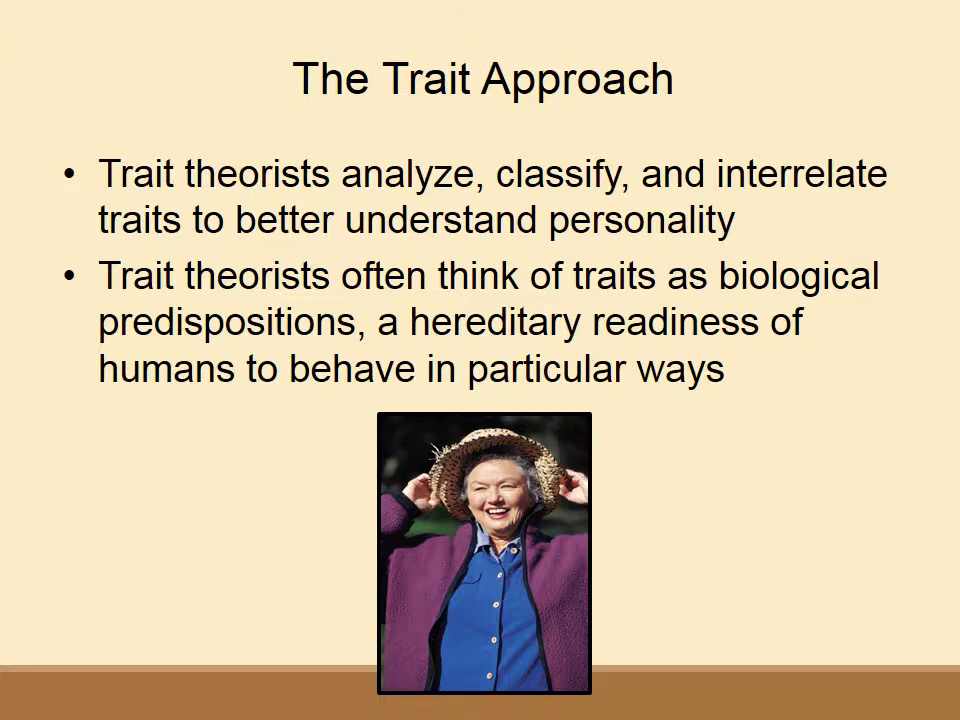 The Trait Approach
• Trait theorists analyze, classify, and interrelate
traits to better understand personality
• Trait theorists often think of traits as biological
predispositions, a hereditary readiness of
humans to behave in particular ways